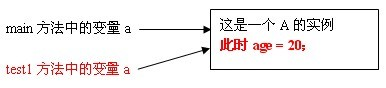 main 方法中的变量 a
这是一个 A 的实例
此时 age = 20;
test1 方法中的变量 a